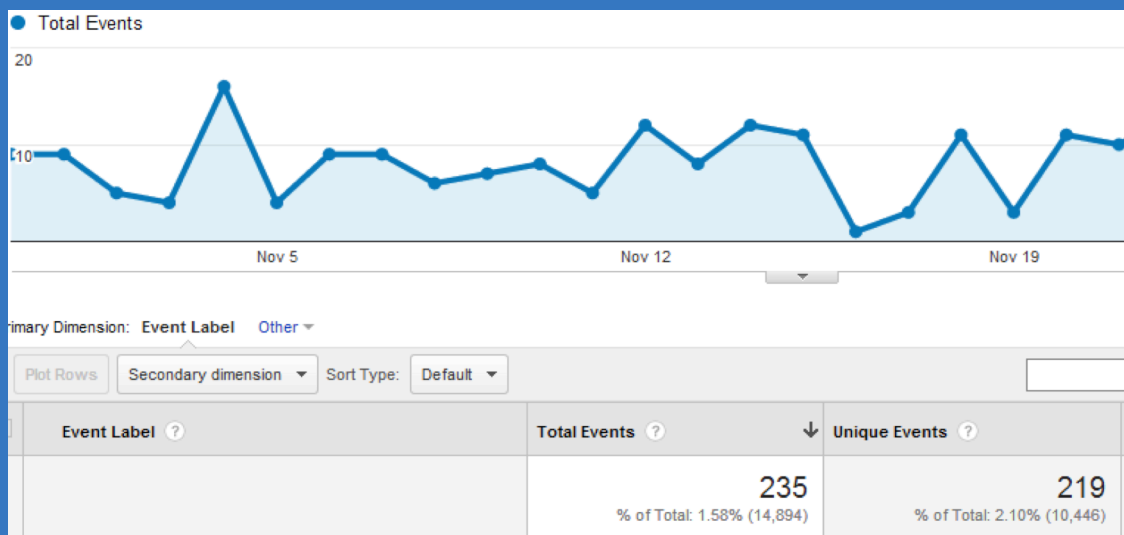 Total Events
20
10
Nov 5 Nov 12 Nov 19
rimary Dimension: Event Label Other
Plot Rows Secondary dimension Sort Type: Default
Event Label ? Total Events ? Unique Events ?
235 219
% of Total: 1.58% (14,894) % of Total: 2.10% (10,446)